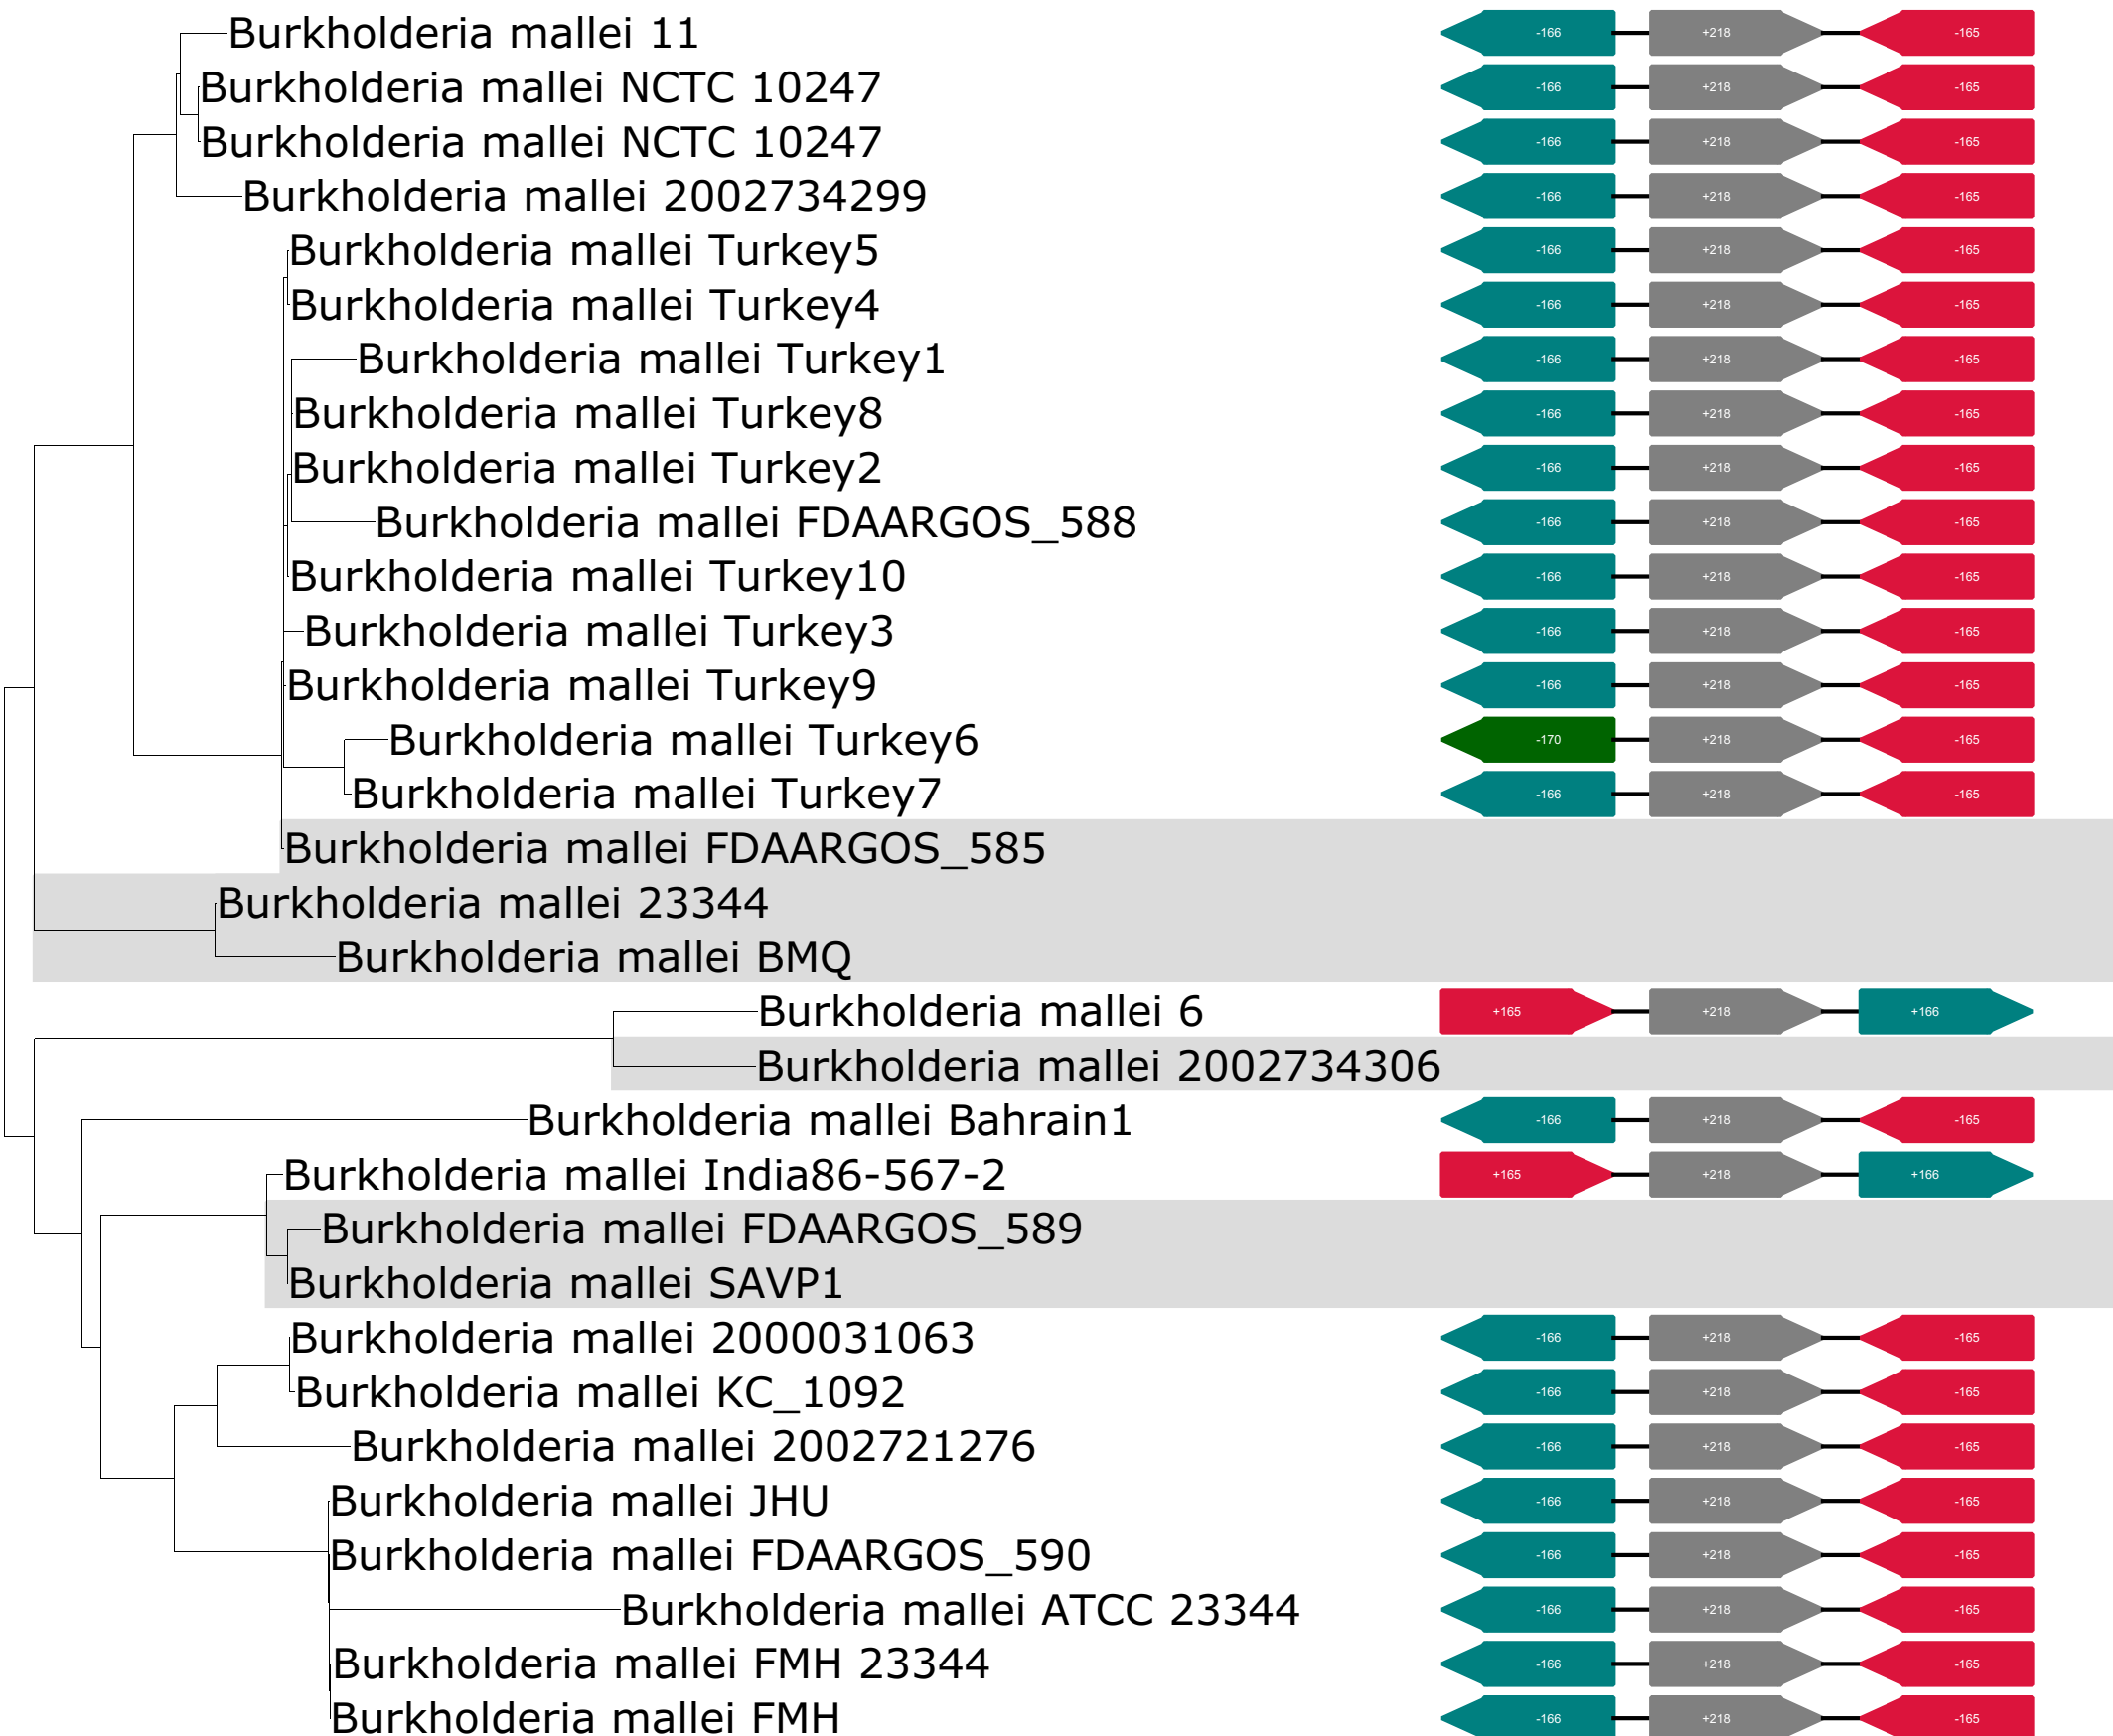 Burkholderia mallei 11 -166 +218 -165
Burkholderia mallei NCTC 10247 -166 +218 -165
Burkholderia mallei NCTC 10247 -166 +218 -165
Burkholderia mallei 2002734299 -166 +218 -165
Burkholderia mallei Turkey5 -166 +218 -165
Burkholderia mallei Turkey4 -166 +218 -165
Burkholderia mallei Turkey1 -166 +218 -165
Burkholderia mallei Turkey8 -166 +218 -165
Burkholderia mallei Turkey2 -166 +218 -165
Burkholderia mallei FDAARGOS_588 -166 +218 -165
Burkholderia mallei Turkey10 -166 +218 -165
Burkholderia mallei Turkey3 -166 +218 -165
Burkholderia mallei Turkey9 -166 +218 -165
Burkholderia mallei Turkey6 -170 +218 -165
Burkholderia mallei Turkey7 -166 +218 -165
Burkholderia mallei FDAARGOS_585
Burkholderia mallei 23344
Burkholderia mallei BMQ
Burkholderia mallei 6 +165 +218 +166
Burkholderia mallei 2002734306
Burkholderia mallei Bahrain1 -166 +218 -165
Burkholderia mallei India86-567-2 +165 +218 +166
Burkholderia mallei FDAARGOS_589
Burkholderia mallei SAVP1
Burkholderia mallei 2000031063 -166 +218 -165
Burkholderia mallei KC_1092 -166 +218 -165
Burkholderia mallei 2002721276 -166 +218 -165
Burkholderia mallei JHU -166 +218 -165
Burkholderia mallei FDAARGOS_590 -166 +218 -165
Burkholderia mallei ATCC 23344 -166 +218 -165
Burkholderia mallei FMH 23344 -166 +218 -165
Burkholderia mallei FMH -166 +218 -165